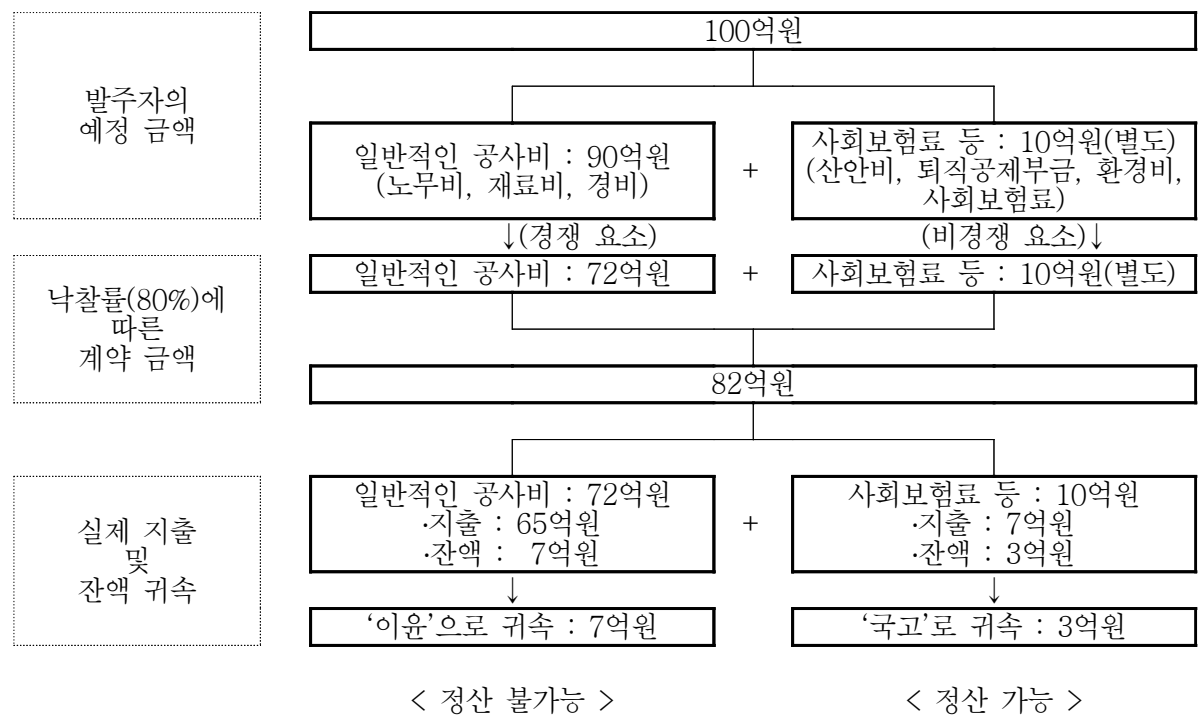 100억원
발주자의
예정 금액
일반적인 공사비 : 90억원
(노무비, 재료비, 경비)
+
사회보험료 등 : 10억원(별도)
(산안비, 퇴직공제부금, 환경비,
사회보험료)
↓(경쟁 요소)
(비경쟁 요소)↓
낙찰률(80%)에
따른
계약 금액
일반적인 공사비 : 72억원
+
사회보험료 등 : 10억원(별도)
82억원
실제 지출
및
잔액 귀속
일반적인 공사비 : 72억원
·지출 : 65억원
·잔액 : 7억원
+
사회보험료 등 : 10억원
·지출 : 7억원
·잔액 : 3억원
↓
↓
‘이윤’으로 귀속 : 7억원
‘국고’로 귀속 : 3억원
< 정산 불가능 >
< 정산 가능 >